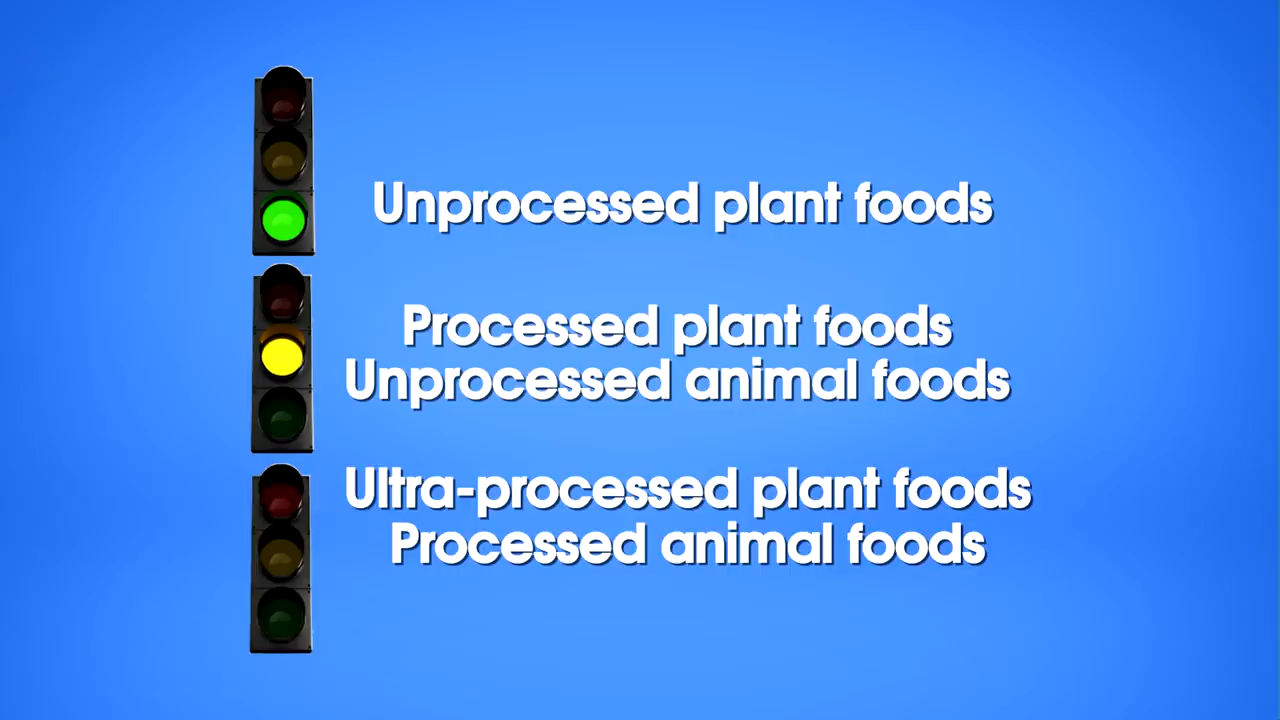 Unprocessed plant foods
Processed plant foods
Unprocessed animal foods
Ultra-processed plant foods
Processed animal foods